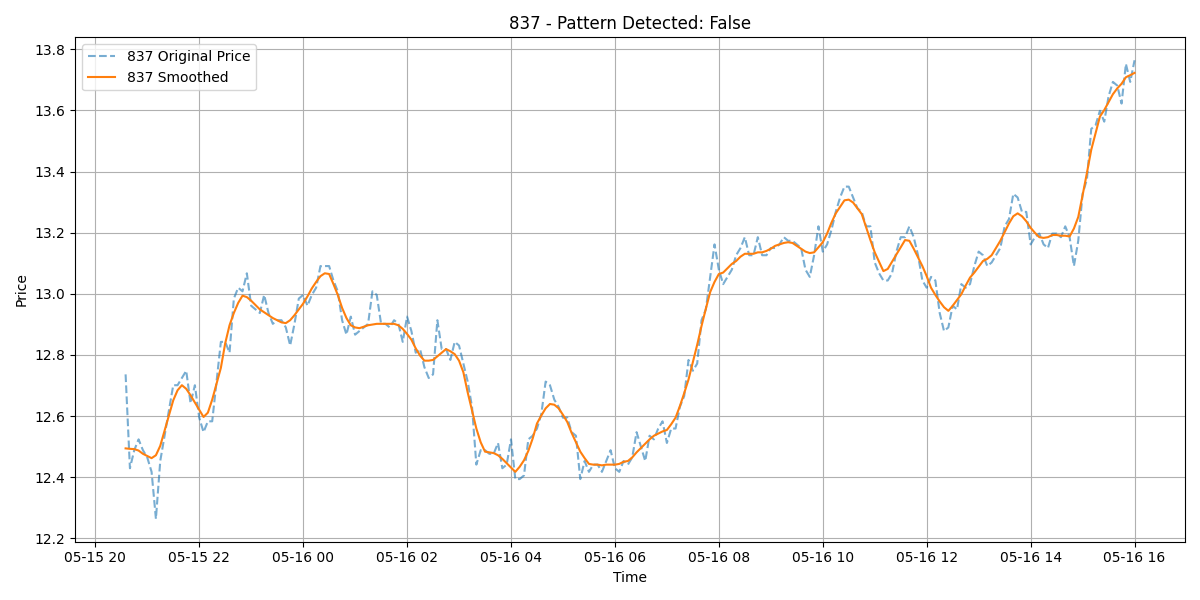 837 - Pattern Detected: False
837 Original Price
837 Smoothed
Price
13.8
13.6
13.4
13.2
13.0
12.8
12.6
12.4
12.2
05-15 20 05-15 22 05-16 00 05-16 02 05-16 04 05-16 06 05-16 08 05-16 10 05-16 12 05-16 14 05-16 16
Time